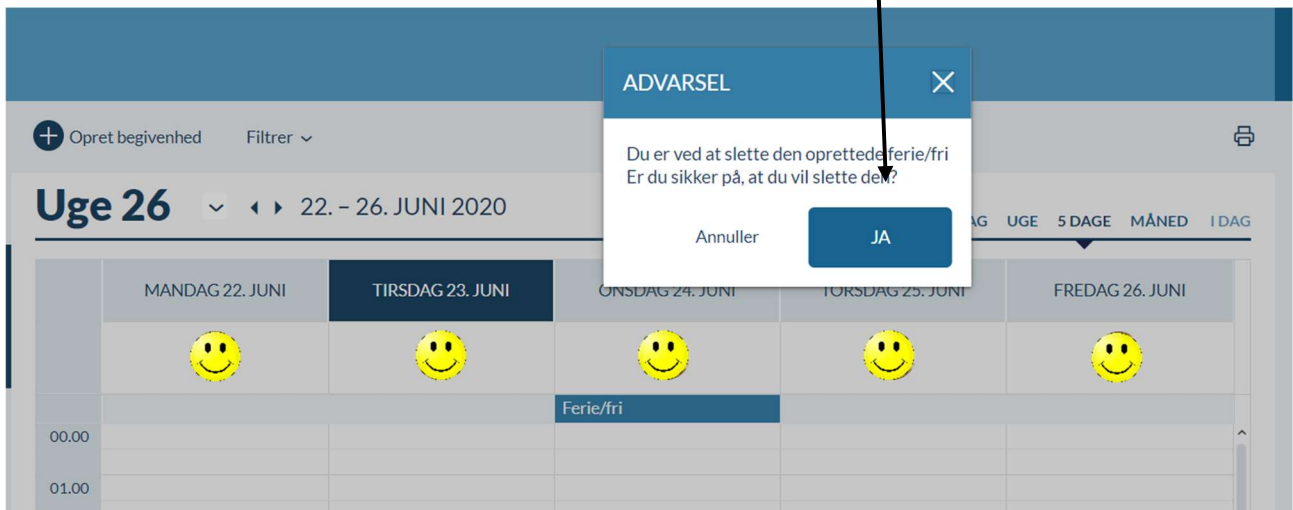 ADVARSEL
Du er ved at slette den oprettede ferie/fri
Er du sikker på, at du vil slette den?
Annuller
JA
Opret begivenhed
Filtrer
Uge 26
22. – 26. JUNI 2020
AG
UGE
5 DAGE
MÅNED
I DAG
MANDAG 22. JUNI
TIRSDAG 23. JUNI
ONSDAG 24. JUNI
TORSDAG 25. JUNI
FREDAG 26. JUNI
Ferie/fri
00.00
01.00